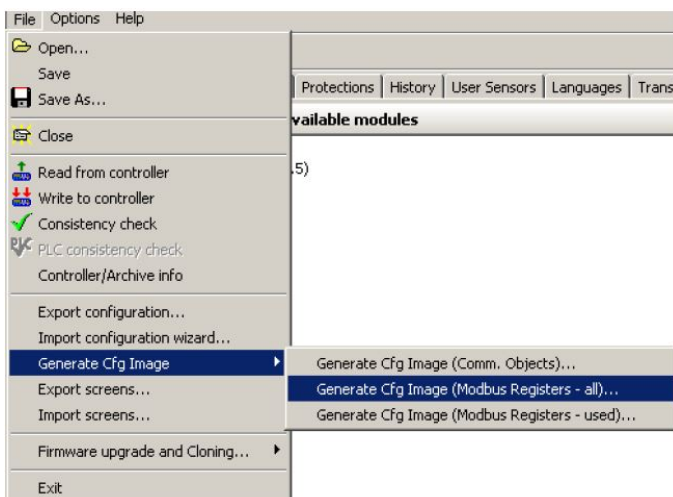 File Options Help
Open...
Save
Save As...
Close
Read from controller
Write to controller
Consistency check
PLC consistency check
Controller/Archive info
Export configuration...
Import configuration wizard...
Generate Cfg Image
Export screens...
Import screens...
Firmware upgrade and Cloning...
Exit
Protections History User Sensors Languages Trans
vailable modules
.5)
Generate Cfg Image (Comm. Objects)...
Generate Cfg Image (Modbus Registers - all)...
Generate Cfg Image (Modbus Registers - used)...